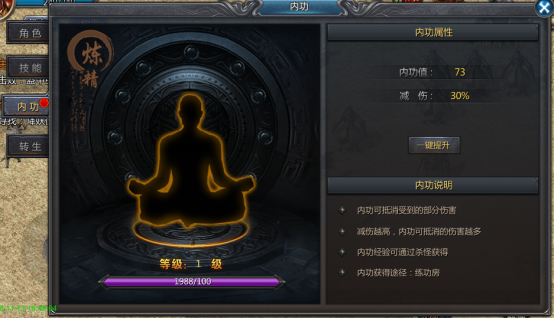 内功
角 色
技 能
内 功
转 生
炼
精
等级：1 级
1988/100
内功属性
内功值： 73
减 伤： 30%
一键提升
内功说明
内功可抵消受到的部分伤害
减伤越高，内功可抵消的伤害越多
内功经验可通过杀怪获得
内功获得途径：练功房